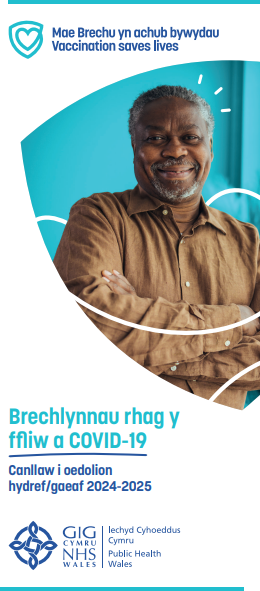 Mae Brechu yn achub bywydau
Vaccination saves lives
Brechlynnau rhag y
ffliw a COVID-19
Canllaw i oedolion
hydref/gaeaf 2024-2025
GIG
CYMRU
NHS
WALES
Iechyd Cyhoeddus
Cymru
Public Health
Wales